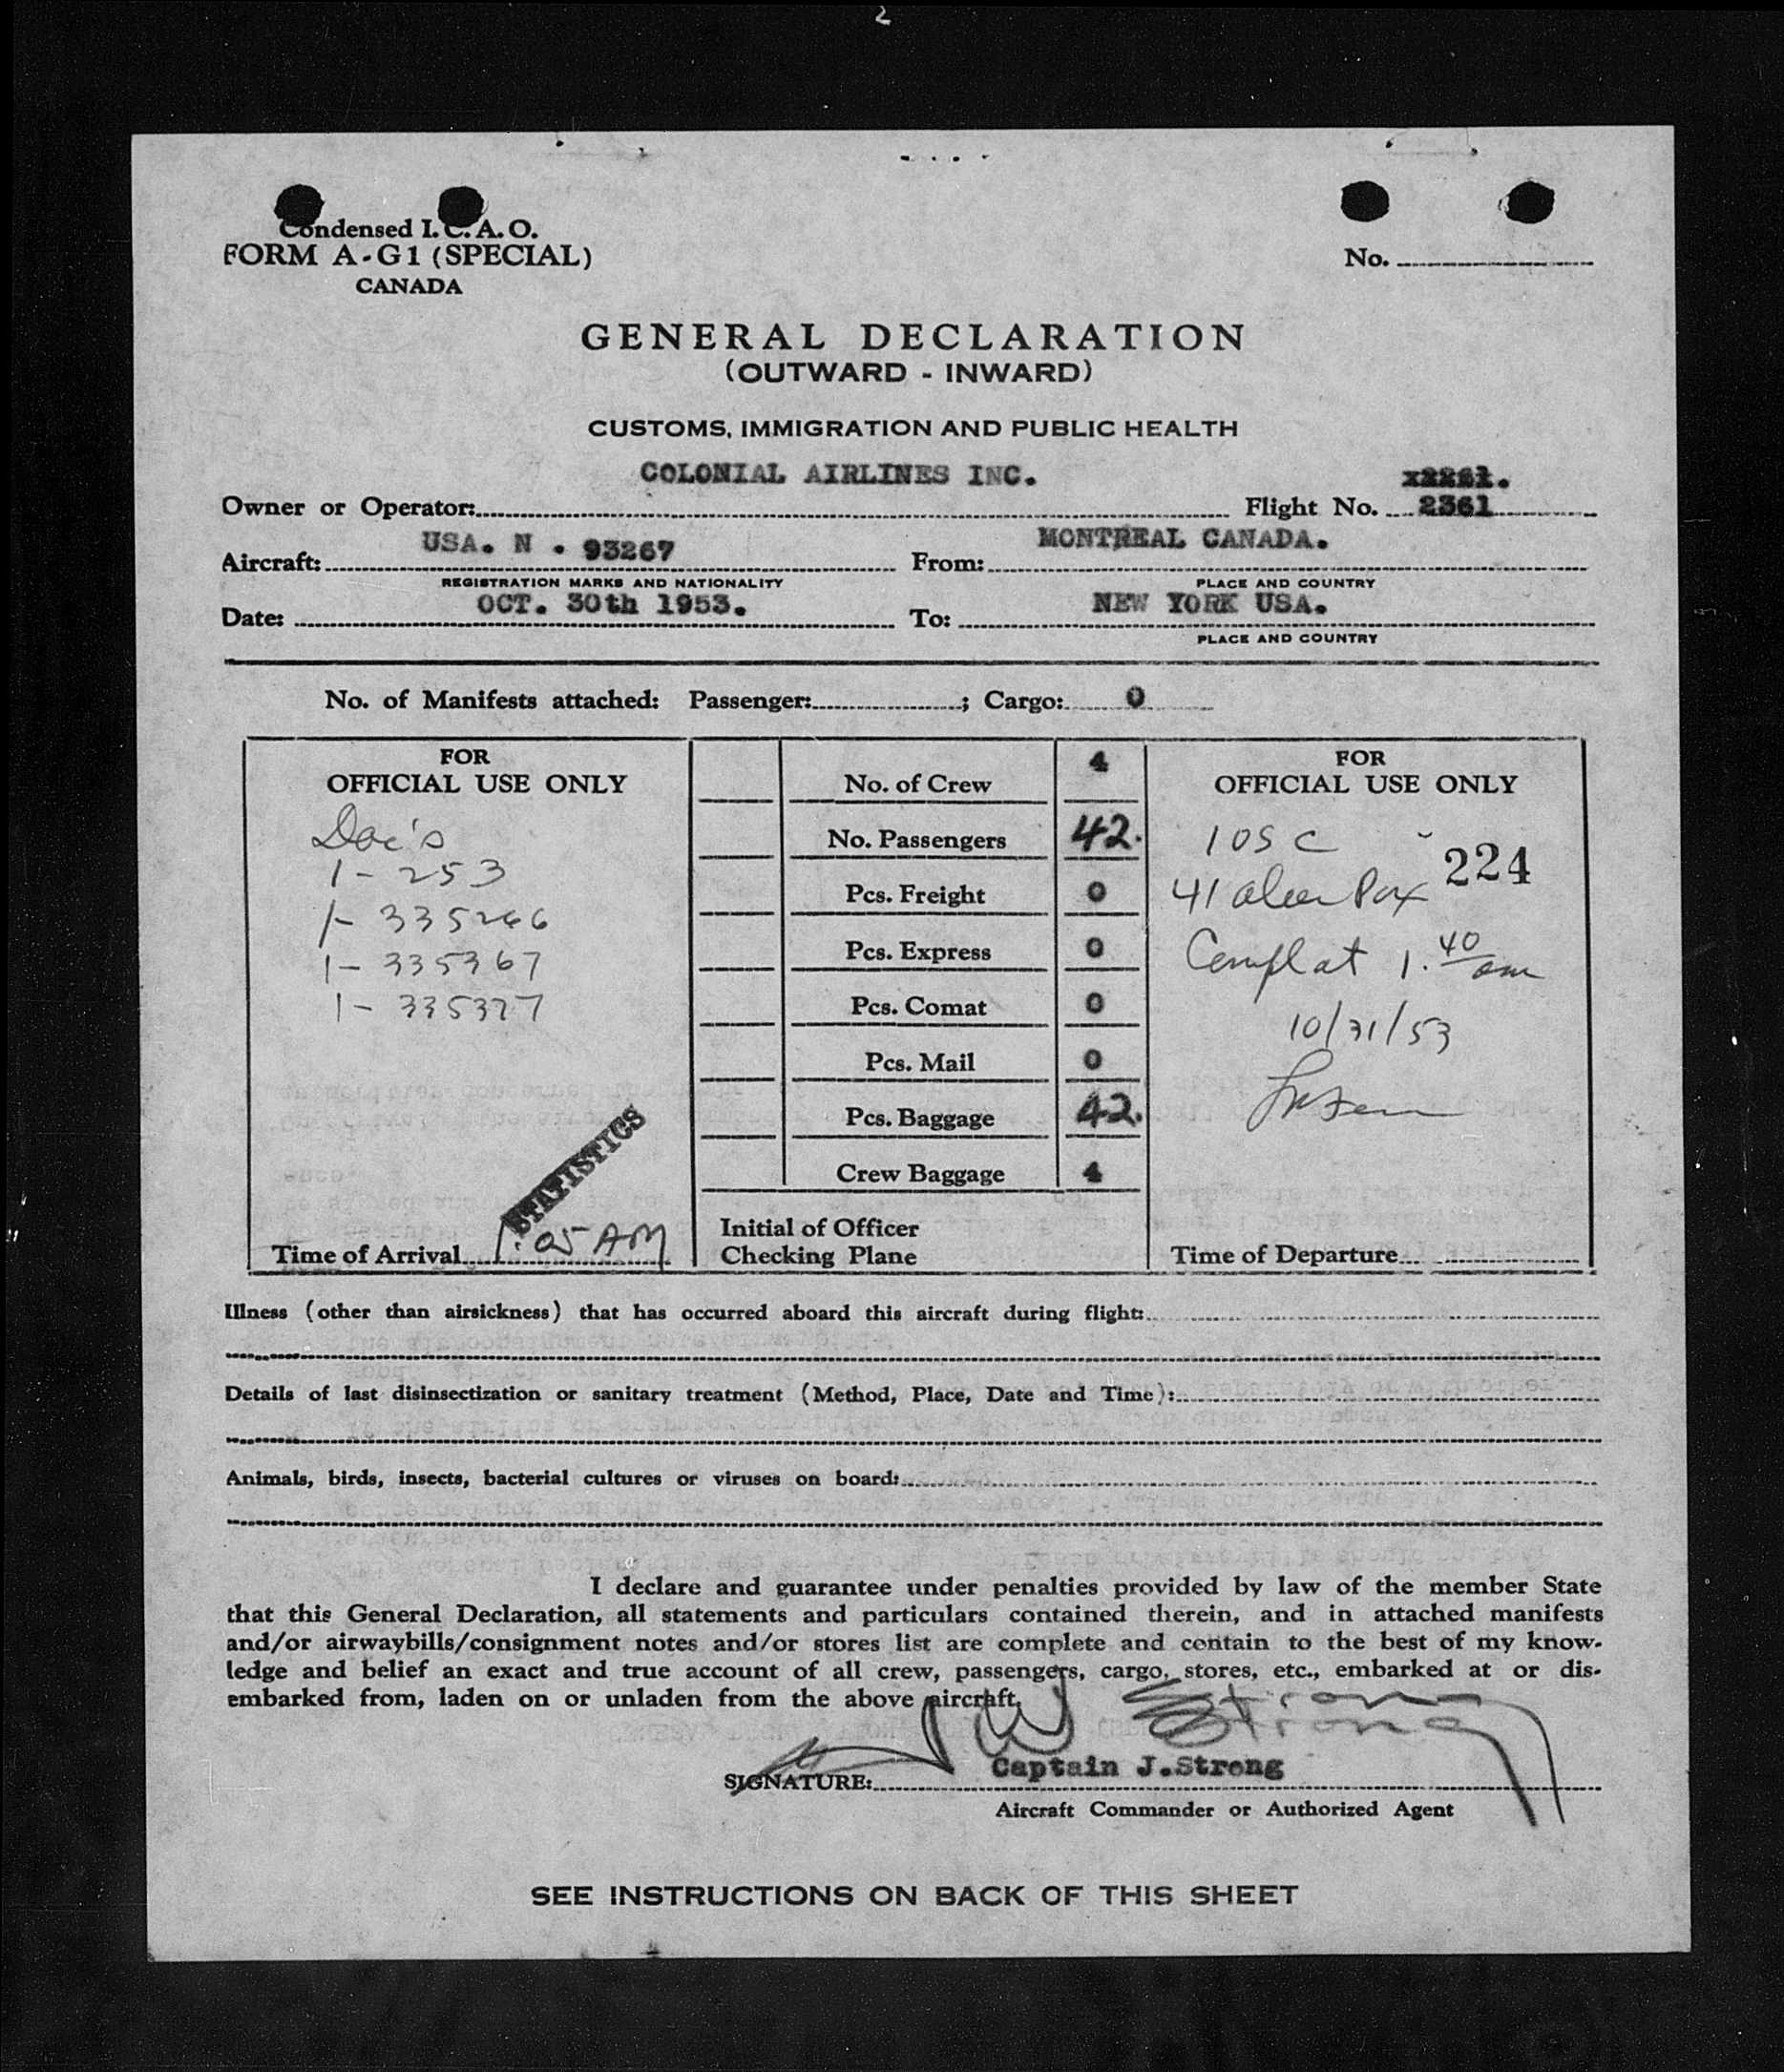 2
Condensed I.C.A.O.
FORM A-G1 (SPECIAL)
CANADA
No.
GENERAL DECLARATION
(OUTWARD - INWARD)
CUSTOMS, IMMIGRATION AND PUBLIC HEALTH
COLONIAL AIRLINES INC.
Owner or Operator: Flight No. 2361
USA. N . 93267 MONTREAL CANADA.
Aircraft: From:
REGISTRATION MARKS AND NATIONALITY PLACE AND COUNTRY
OCT. 30th 1953. NEW YORK USA.
Date: To:
PLACE AND COUNTRY
No. of Manifests attached: Passenger: ; Cargo: 0
FOR
OFFICIAL USE ONLY
Doc's
1- 253
1- 335266
1- 335367
1- 335377
STATISTICS
Time of Arrival 1:05 AM
No. of Crew 4
No. Passengers 42.
Pcs. Freight 0
Pcs. Express 0
Pcs. Comat 0
Pcs. Mail 0
Pcs. Baggage 42.
Crew Baggage 4
Initial of Officer
Checking Plane
FOR
OFFICIAL USE ONLY
1 OS C
224
41 alien Pax
Compl at 1.40 am
10/31/53
Time of Departure
Illness (other than airsickness) that has occurred aboard this aircraft during flight:
Details of last disinsectization or sanitary treatment (Method, Place, Date and Time):
Animals, birds, insects, bacterial cultures or viruses on board:
I declare and guarantee under penalties provided by law of the member State
that this General Declaration, all statements and particulars contained therein, and in attached manifests
and/or airwaybills/consignment notes and/or stores list are complete and contain to the best of my know-
ledge and belief an exact and true account of all crew, passengers, cargo, stores, etc., embarked at or dis-
embarked from, laden on or unladen from the above aircraft.
J W Strong
Captain J.Strong
SIGNATURE:
Aircraft Commander or Authorized Agent
SEE INSTRUCTIONS ON BACK OF THIS SHEET